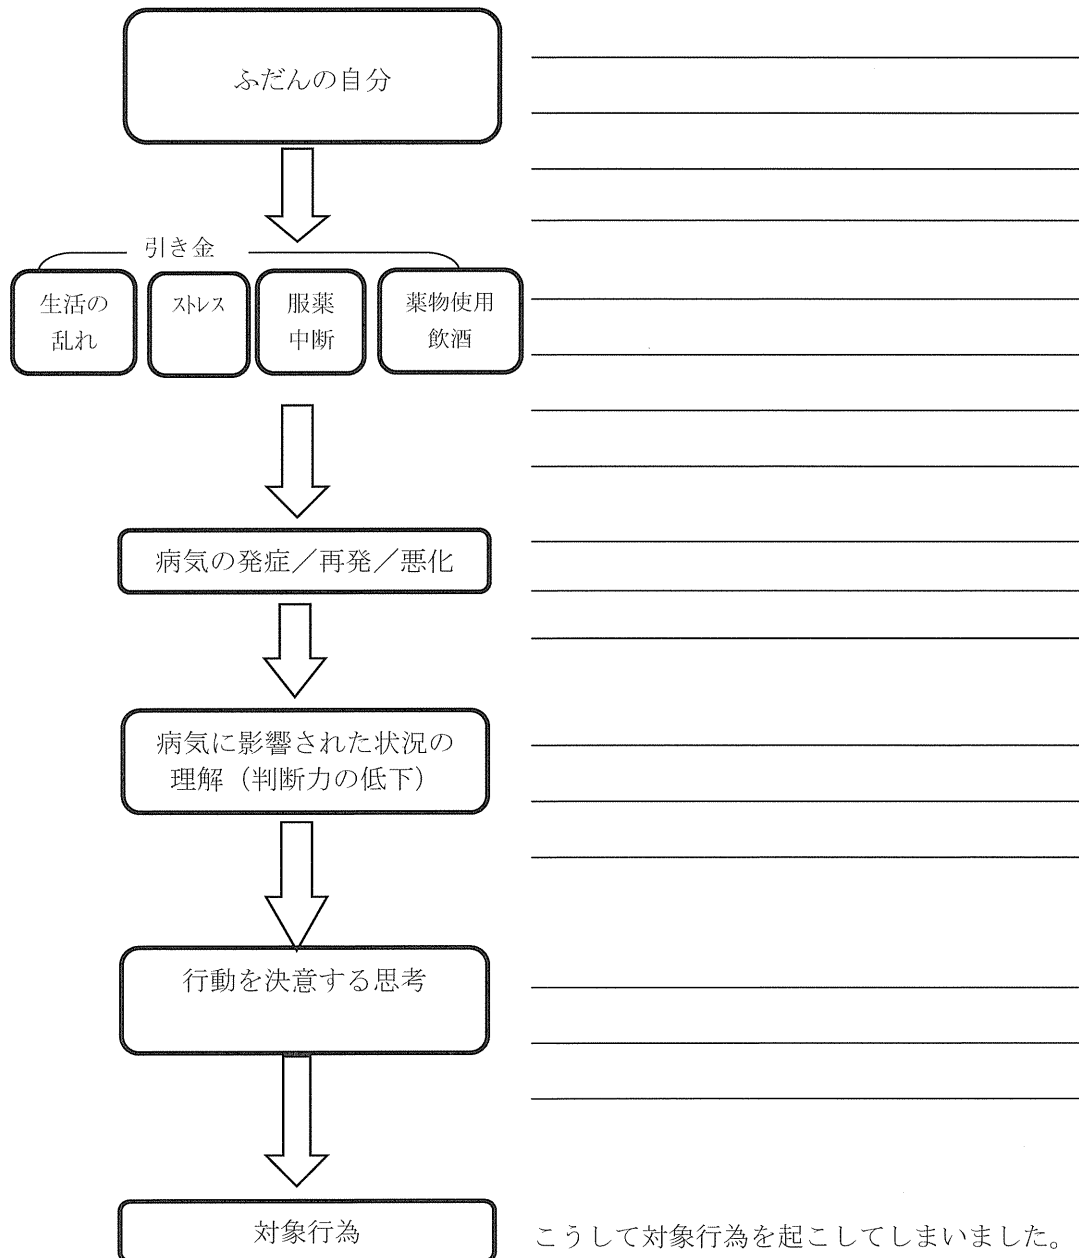 ふだんの自分
引き金
生活の
乱れ
ストレス
服薬
中断
薬物使用
飲酒
病気の発症／再発／悪化
病気に影響された状況の
理解（判断力の低下）
行動を決意する思考
対象行為
こうして対象行為を起こしてしまいました。